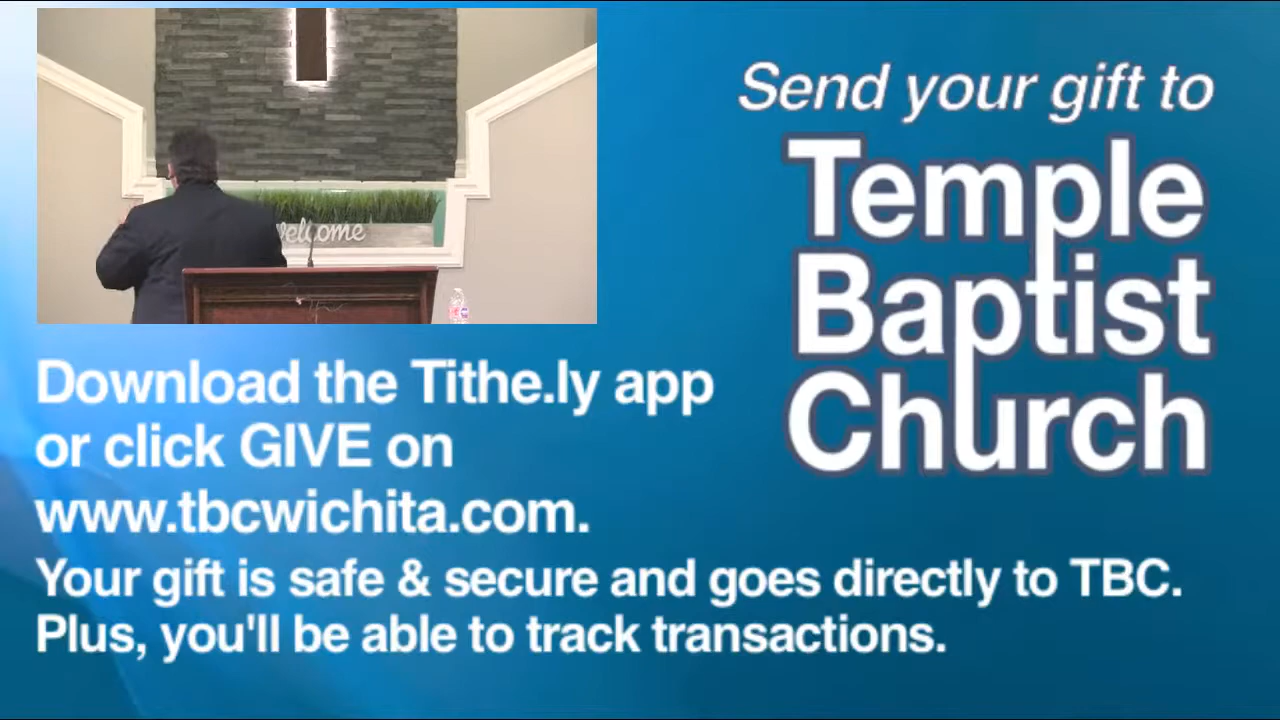 welcome
Send your gift to
Temple
Baptist
Church
Download the Tithe.ly app
or click GIVE on
www.tbcwichita.com.
Your gift is safe & secure and goes directly to TBC.
Plus, you'll be able to track transactions.